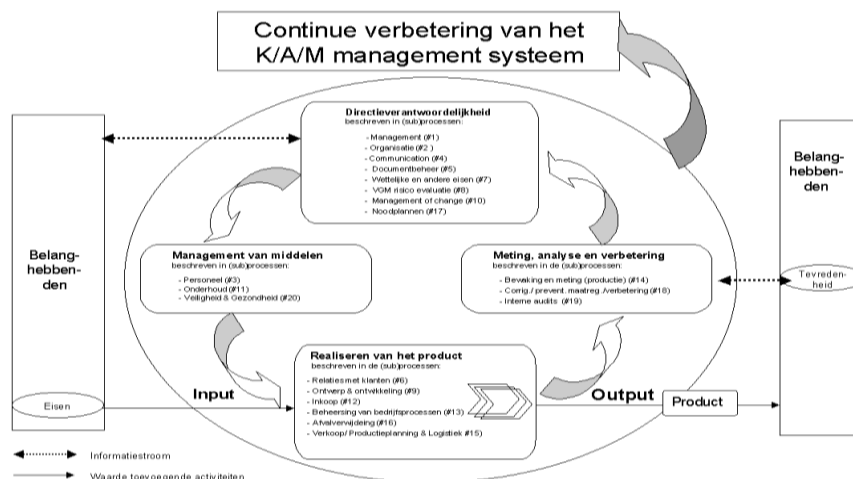 Continue verbetering van het
K/A/M management systeem
Directieverantwoordelijkheid
beschreven in (sub)processen:
- Management (#1)
- Organisatie (#2 )
- Communication (#4)
- Documentbeheer (#5)
- Wettelijke en andere eisen (#7)
- VGM risico evaluatie (#8)
- Management of change (#10)
- Noodplannen (#17)
Belang-
hebben-
den
Belang-
hebben-
den
Management van middelen
beschreven in (sub)processen:
- Personeel (#3)
- Onderhoud (#11)
- Veiligheid & Gezondheid (#20)
Meting, analyse en verbetering
beschreven in de (sub)processen:
- Bewaking en meting (productie) (#14)
- Corrig./ prevent. maatreg./verbetering (#18)
- Interne audits (#19)
Tevreden-
heid
Realiseren van het product
beschreven in de (sub)processen:
- Relaties met klanten (#6)
- Ontwerp & ontwikkeling (#9)
- Inkoop (#12)
- Beheersing van bedrijfsprocessen (#13)
- Afvalverwijdering (#16)
- Verkoop/ Productieplanning & Logistiek #15)
Input
Output
Product
Eisen
Informatiestroom
Waarde toevoegende activiteiten